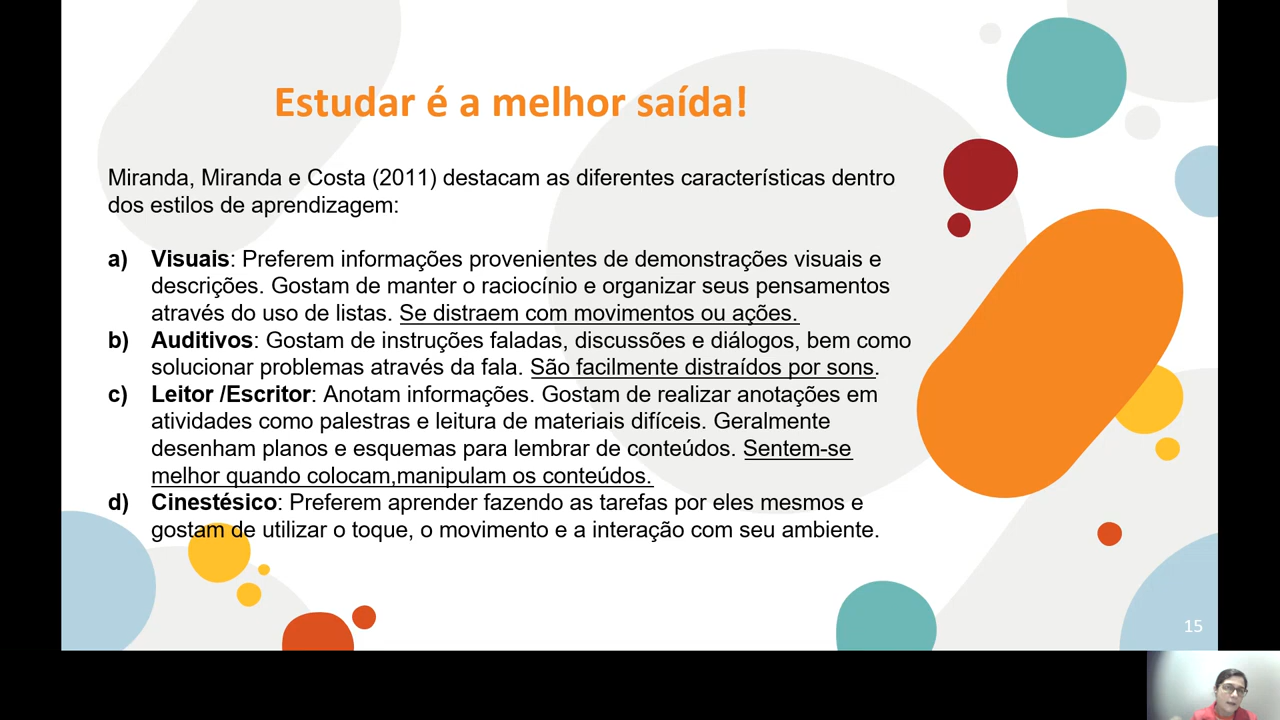 Estudar é a melhor saída!
Miranda, Miranda e Costa (2011) destacam as diferentes características dentro
dos estilos de aprendizagem:
a) Visuais: Preferem informações provenientes de demonstrações visuais e
descrições. Gostam de manter o raciocínio e organizar seus pensamentos
através do uso de listas. Se distraem com movimentos ou ações.
b) Auditivos: Gostam de instruções faladas, discussões e diálogos, bem como
solucionar problemas através da fala. São facilmente distraídos por sons.
c) Leitor /Escritor: Anotam informações. Gostam de realizar anotações em
atividades como palestras e leitura de materiais difíceis. Geralmente
desenham planos e esquemas para lembrar de conteúdos. Sentem-se
melhor quando colocam,manipulam os conteúdos.
d) Cinestésico: Preferem aprender fazendo as tarefas por eles mesmos e
gostam de utilizar o toque, o movimento e a interação com seu ambiente.
15